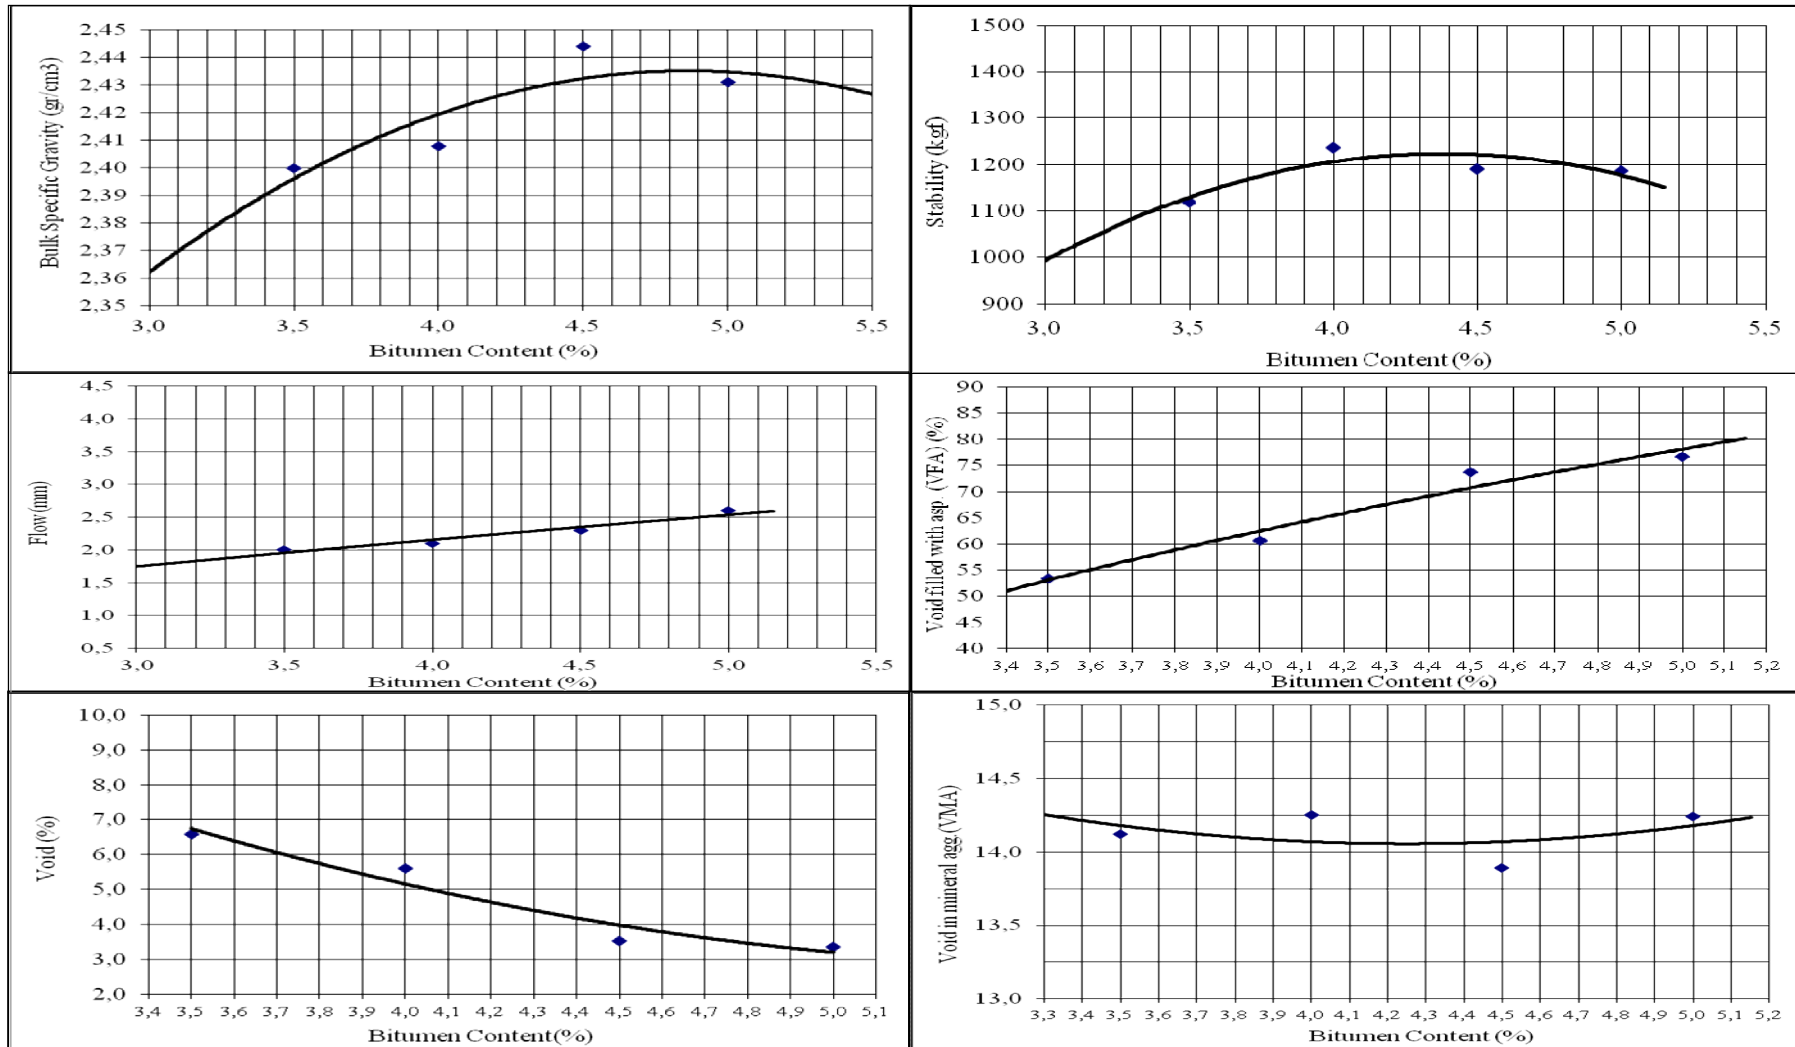 Bulk Specific Gravity (gr/cm3)
2,45
2,44
2,43
2,42
2,41
2,40
2,39
2,38
2,37
2,36
2,35
3,0 3,5 4,0 4,5 5,0 5,5
Bitumen Content (%)
Stability (kgf)
1500
1400
1300
1200
1100
1000
900
3,0 3,5 4,0 4,5 5,0 5,5
Bitumen Content (%)
Flow (mm)
4,5
4,0
3,5
3,0
2,5
2,0
1,5
1,0
0,5
3,0 3,5 4,0 4,5 5,0 5,5
Bitumen Content (%)
Void filled with asp. (VFA) (%)
90
85
80
75
70
65
60
55
50
45
40
3,4 3,5 3,6 3,7 3,8 3,9 4,0 4,1 4,2 4,3 4,4 4,5 4,6 4,7 4,8 4,9 5,0 5,1 5,2
Bitumen Content (%)
Void (%)
10,0
9,0
8,0
7,0
6,0
5,0
4,0
3,0
2,0
3,4 3,5 3,6 3,7 3,8 3,9 4,0 4,1 4,2 4,3 4,4 4,5 4,6 4,7 4,8 4,9 5,0 5,1
Bitumen Content (%)
Void in mineral agg.(VMA)
15,0
14,5
14,0
13,5
13,0
3,3 3,4 3,5 3,6 3,7 3,8 3,9 4,0 4,1 4,2 4,3 4,4 4,5 4,6 4,7 4,8 4,9 5,0 5,1 5,2
Bitumen Content (%)